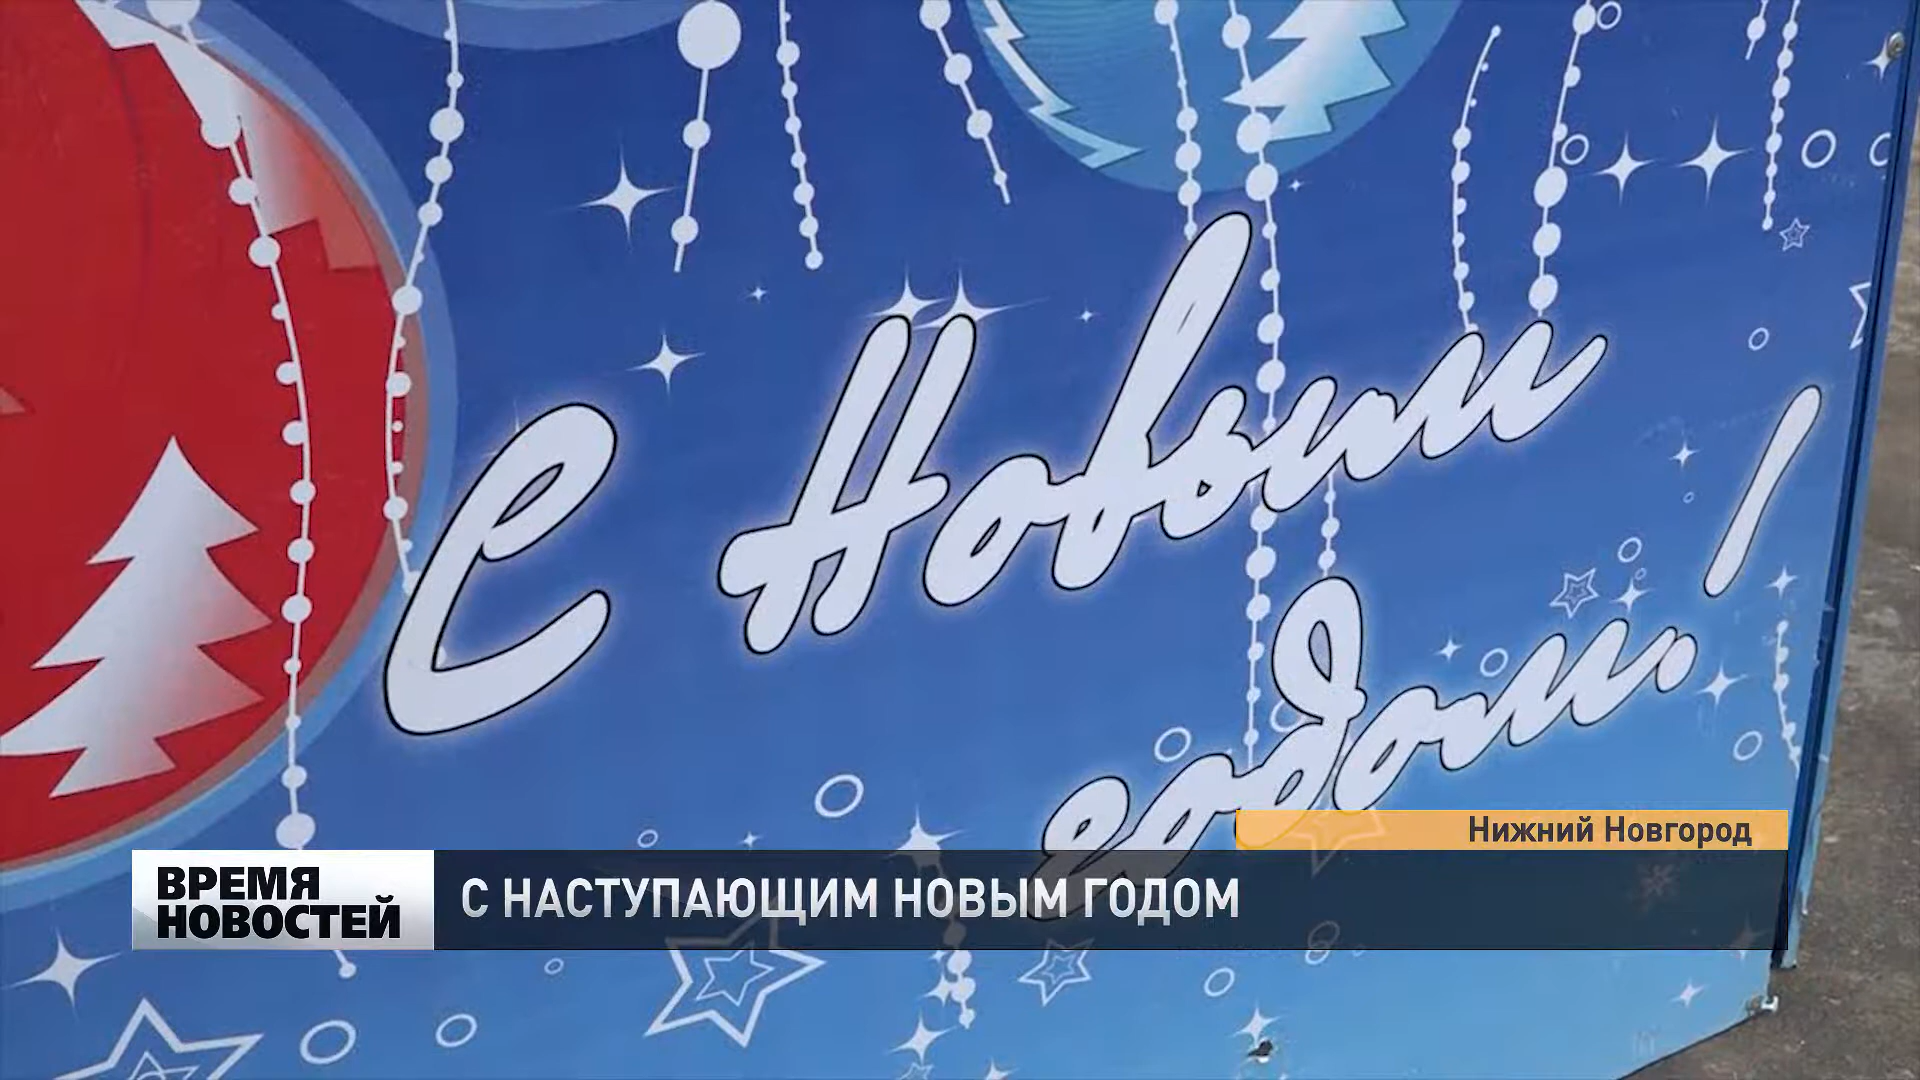 С Новым
годом!
Нижний Новгород
ВРЕМЯ
НОВОСТЕЙ
С НАСТУПАЮЩИМ НОВЫМ ГОДОМ